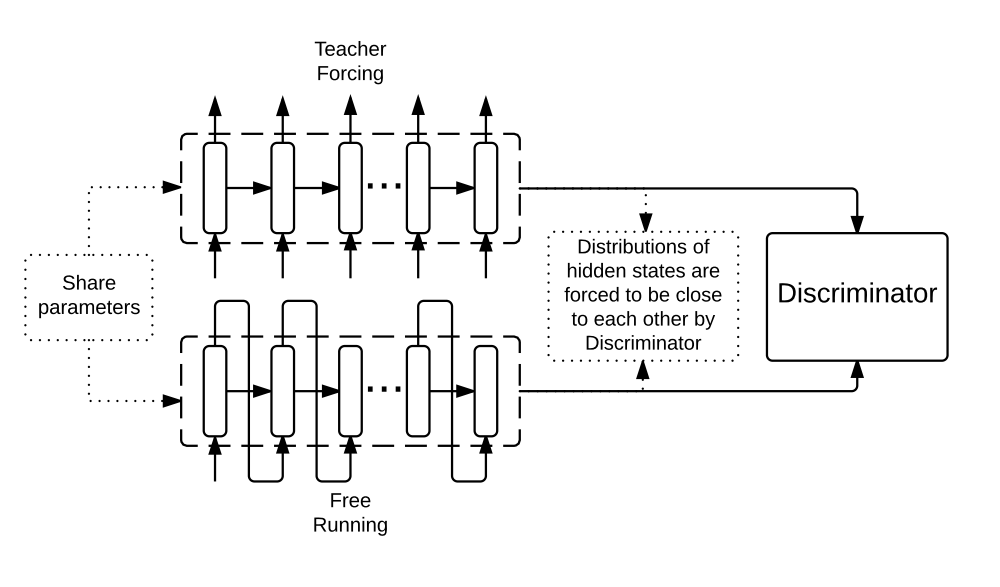 Teacher
Forcing
Share
parameters
Distributions of
hidden states are
forced to be close
to each other by
Discriminator
Discriminator
Free
Running